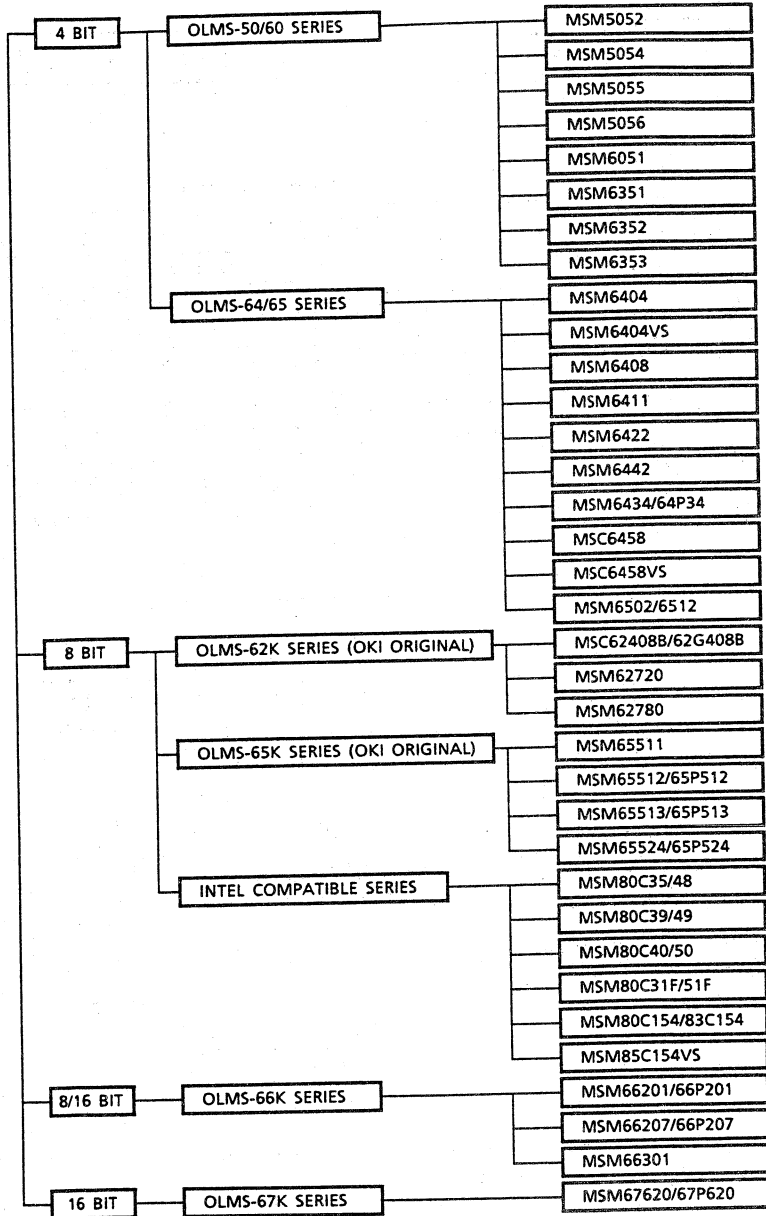 4 BIT
OLMS-50/60 SERIES
MSM5052
MSM5054
MSM5055
MSM5056
MSM6051
MSM6351
MSM6352
MSM6353
OLMS-64/65 SERIES
MSM6404
MSM6404VS
MSM6408
MSM6411
MSM6422
MSM6442
MSM6434/64P34
MSC6458
MSC6458VS
MSM6502/6512
8 BIT
OLMS-62K SERIES (OKI ORIGINAL)
MSC62408B/62G408B
MSM62720
MSM62780
OLMS-65K SERIES (OKI ORIGINAL)
MSM65511
MSM65512/65P512
MSM65513/65P513
MSM65524/65P524
INTEL COMPATIBLE SERIES
MSM80C35/48
MSM80C39/49
MSM80C40/50
MSM80C31F/51F
MSM80C154/83C154
MSM85C154VS
8/16 BIT
OLMS-66K SERIES
MSM66201/66P201
MSM66207/66P207
MSM66301
16 BIT
OLMS-67K SERIES
MSM67620/67P620